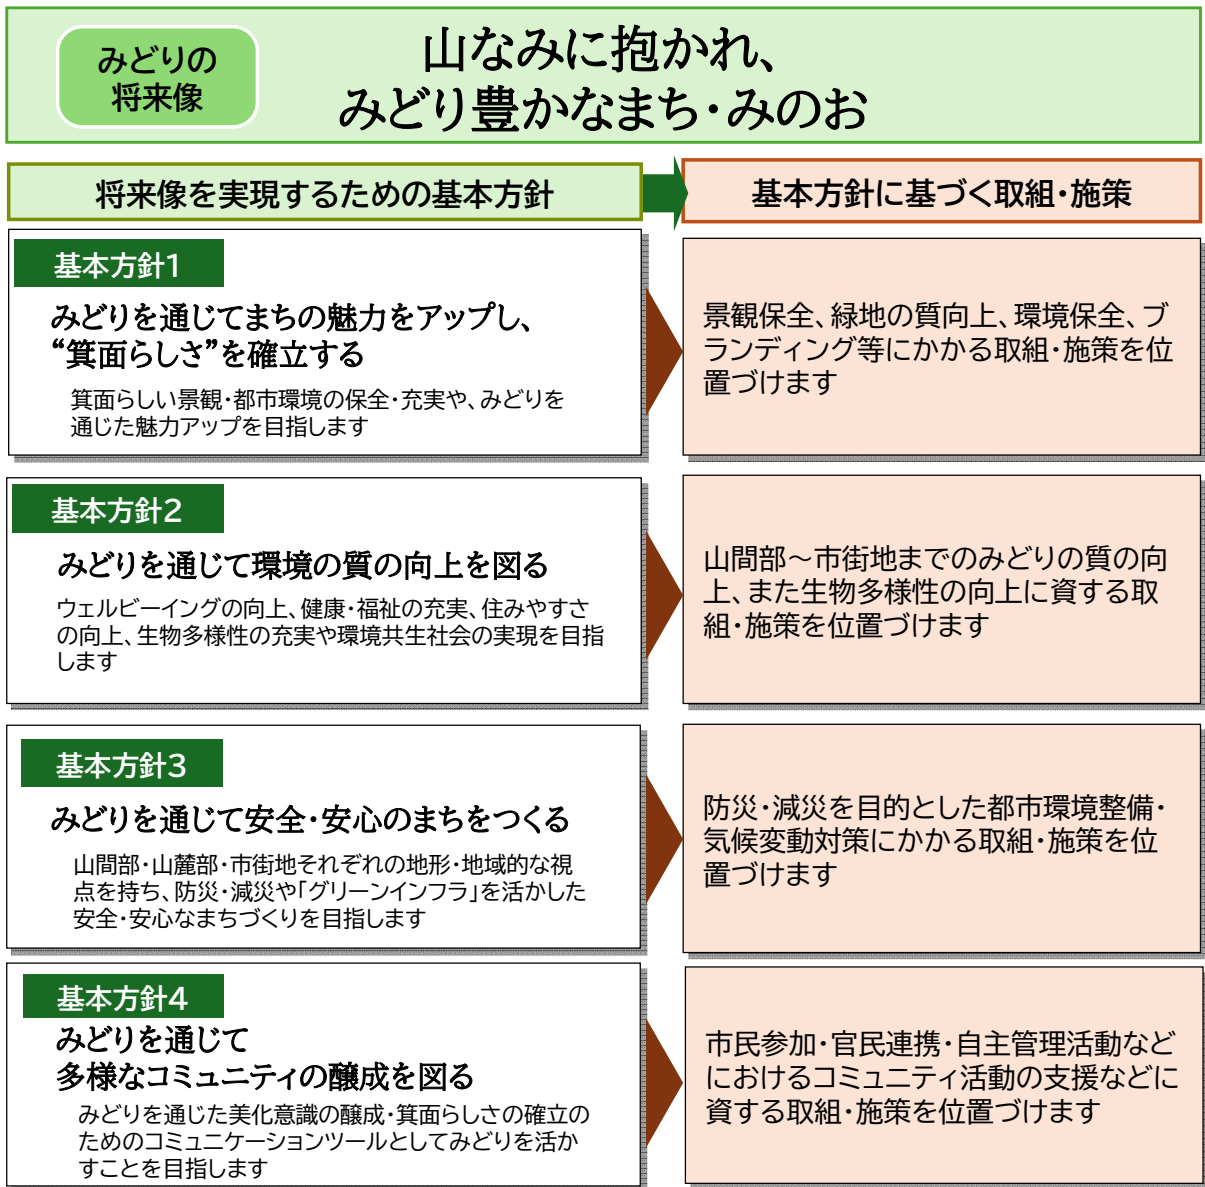 みどりの
将来像
山なみに抱かれ、
みどり豊かなまち・みのお
将来像を実現するための基本方針
基本方針に基づく取組・施策
基本方針1
みどりを通じてまちの魅力をアップし、
“箕面らしさ”を確立する
箕面らしい景観・都市環境の保全・充実や、みどりを
通じた魅力アップを目指します
景観保全、緑地の質向上、環境保全、ブ
ランディング等にかかる取組・施策を位
置づけます
基本方針2
みどりを通じて環境の質の向上を図る
ウェルビーイングの向上、健康・福祉の充実、住みやすさ
の向上、生物多様性の充実や環境共生社会の実現を目指
します
山間部～市街地までのみどりの質の向
上、また生物多様性の向上に資する取
組・施策を位置づけます
基本方針3
みどりを通じて安全・安心のまちをつくる
山間部・山麓部・市街地それぞれの地形・地域的な視
点を持ち、防災・減災や「グリーンインフラ」を活かした
安全・安心なまちづくりを目指します
防災・減災を目的とした都市環境整備・
気候変動対策にかかる取組・施策を位
置づけます
基本方針4
みどりを通じて
多様なコミュニティの醸成を図る
みどりを通じた美化意識の醸成・箕面らしさの確立の
ためのコミュニケーションツールとしてみどりを活か
すことを目指します
市民参加・官民連携・自主管理活動など
におけるコミュニティ活動の支援などに
資する取組・施策を位置づけます